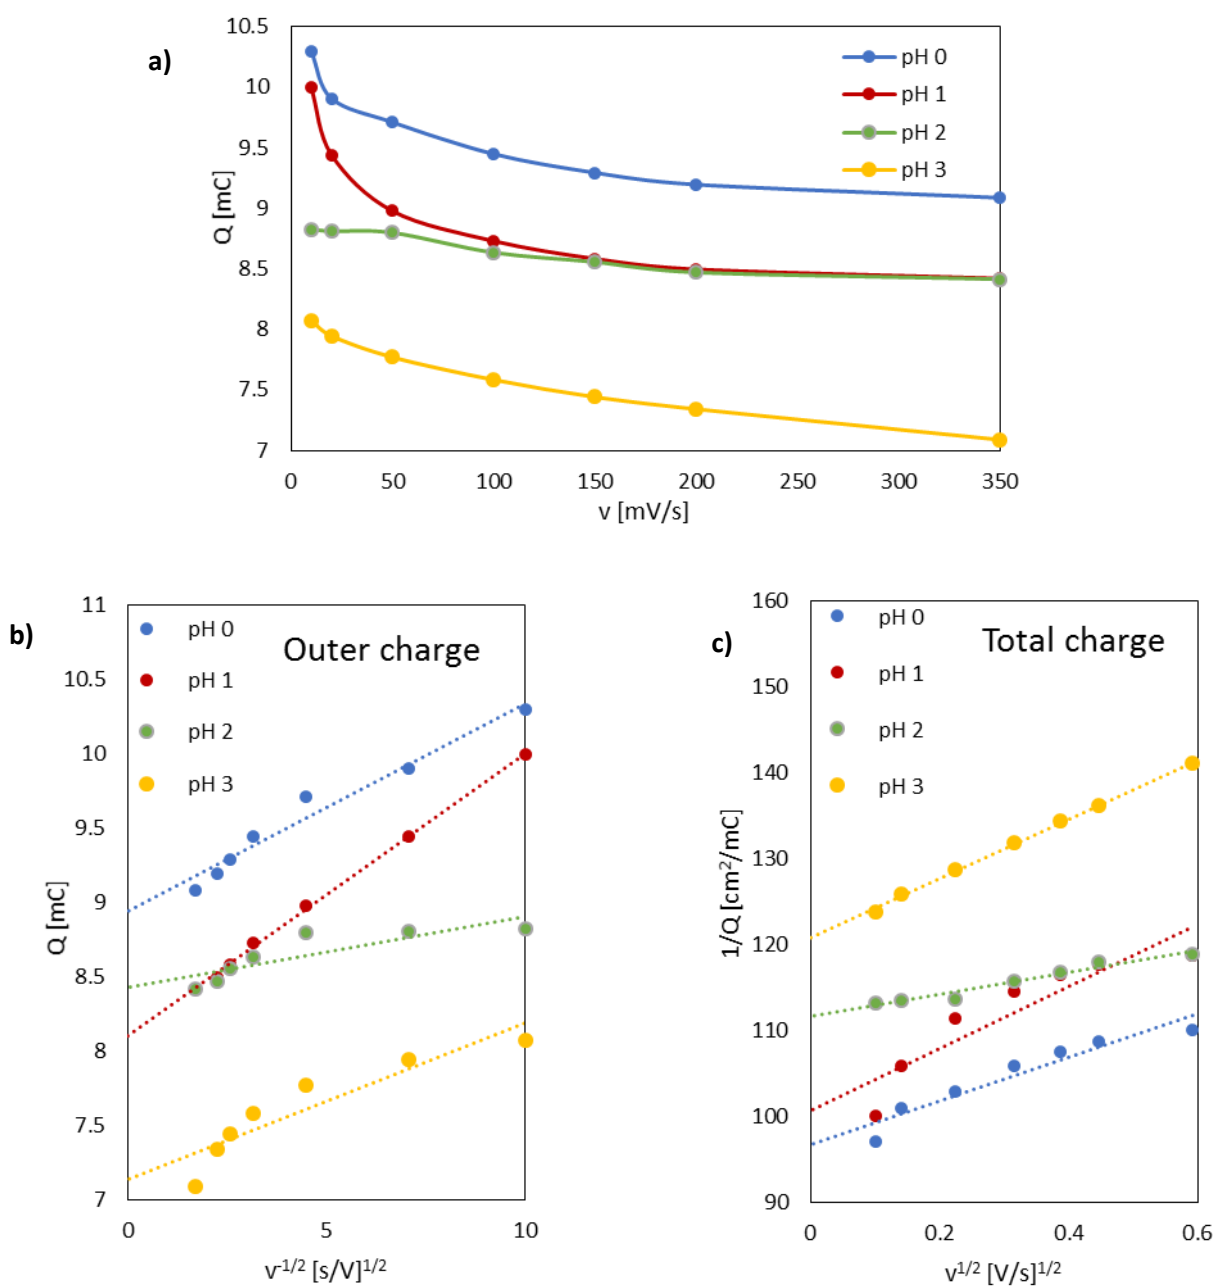 a)
10.5
10
9.5
9
8.5
8
7.5
7
Q [mC]
pH 0
pH 1
pH 2
pH 3
0 50 100 150 200 250 300 350
v [mV/s]
b)
Outer charge
pH 0
pH 1
pH 2
pH 3
11
10.5
10
9.5
9
8.5
8
7.5
7
Q [mC]
0 5 10
v-1/2 [s/V]1/2
c)
Total charge
pH 0
pH 1
pH 2
pH 3
160
150
140
130
120
110
100
90
1/Q [cm2/mC]
0 0.2 0.4 0.6
v1/2 [V/s]1/2